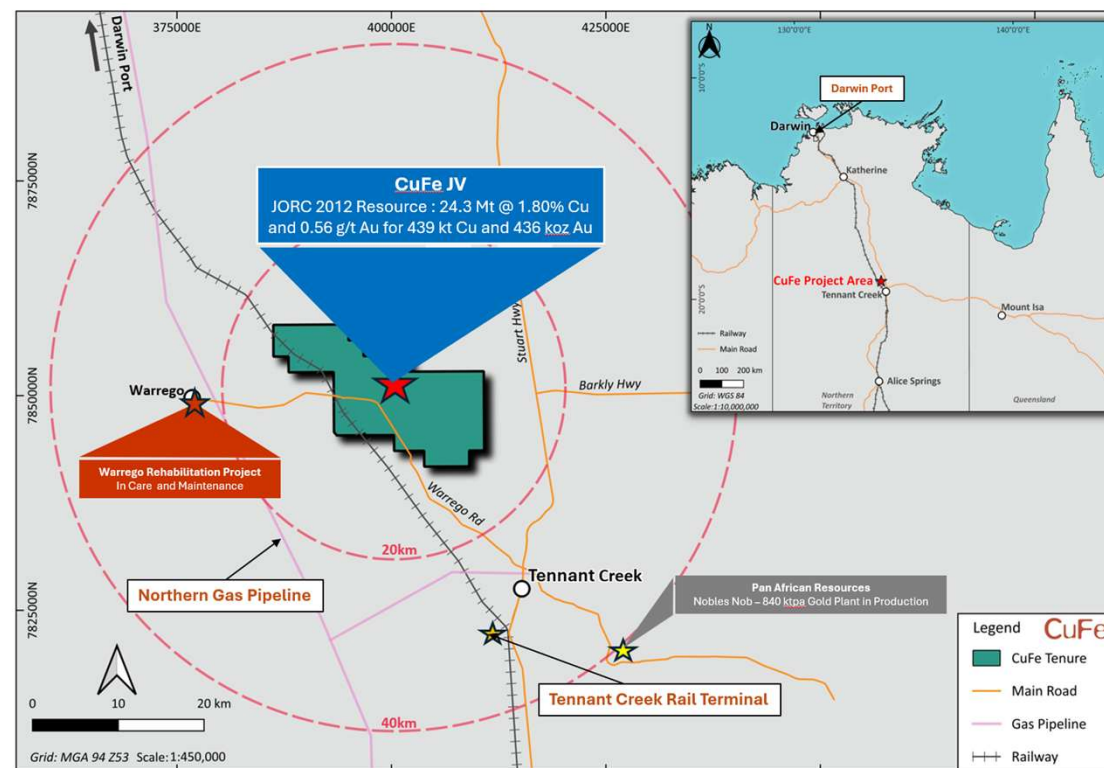 375000E
400000E
425000E
7875000N
7850000N
7825000N
Darwin Port
CuFe JV
JORC 2012 Resource : 24.3 Mt @ 1.80% Cu
and 0.56 g/t Au for 439 kt Cu and 436 koz Au
Stuart Hwy
Barkly Hwy
Warrego
Warrego Rehabilitation Project
In Care and Maintenance
Warrego Rd
20km
Northern Gas Pipeline
Tennant Creek
Pan African Resources
Nobles Nob – 840 ktpa Gold Plant in Production
Tennant Creek Rail Terminal
40km
0 10 20 km
Grid: MGA 94 Z53 Scale: 1:450,000
Legend CuFe
CuFe Tenure
Main Road
Gas Pipeline
Railway
N
130°0'0"E
140°0'0"E
10°0'0"S
20°0'0"S
Darwin Port
Darwin
Katherine
CuFe Project Area
Tennant Creek
Mount Isa
Railway
Main Road
0 100 200 km
Grid: WGS 84
Scale:1:10,000,000
Alice Springs
Northern
Territory
Queensland